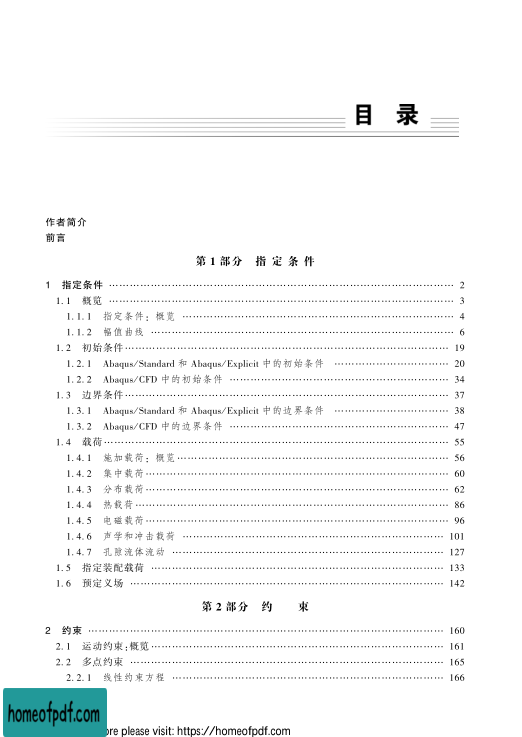 目 录
作者简介
前言
第 1 部分 指 定 条 件
1 指定条件 …… 2
1.1 概览 …… 3
1.1.1 指定条件：概览 …… 4
1.1.2 幅值曲线 …… 6
1.2 初始条件 …… 19
1.2.1 Abaqus/Standard 和 Abaqus/Explicit 中的初始条件 …… 20
1.2.2 Abaqus/CFD 中的初始条件 …… 34
1.3 边界条件 …… 37
1.3.1 Abaqus/Standard 和 Abaqus/Explicit 中的边界条件 …… 38
1.3.2 Abaqus/CFD 中的边界条件 …… 47
1.4 载荷 …… 55
1.4.1 施加载荷：概览 …… 56
1.4.2 集中载荷 …… 60
1.4.3 分布载荷 …… 62
1.4.4 热载荷 …… 86
1.4.5 电磁载荷 …… 96
1.4.6 声学和冲击载荷 …… 101
1.4.7 孔隙流体流动 …… 127
1.5 指定装配载荷 …… 133
1.6 预定义场 …… 142
第 2 部分 约 束
2 约束 …… 160
2.1 运动约束：概览 …… 161
2.2 多点约束 …… 165
2.2.1 线性约束方程 …… 166
homeofpdf.com
ore please visit: https://homeofpdf.com